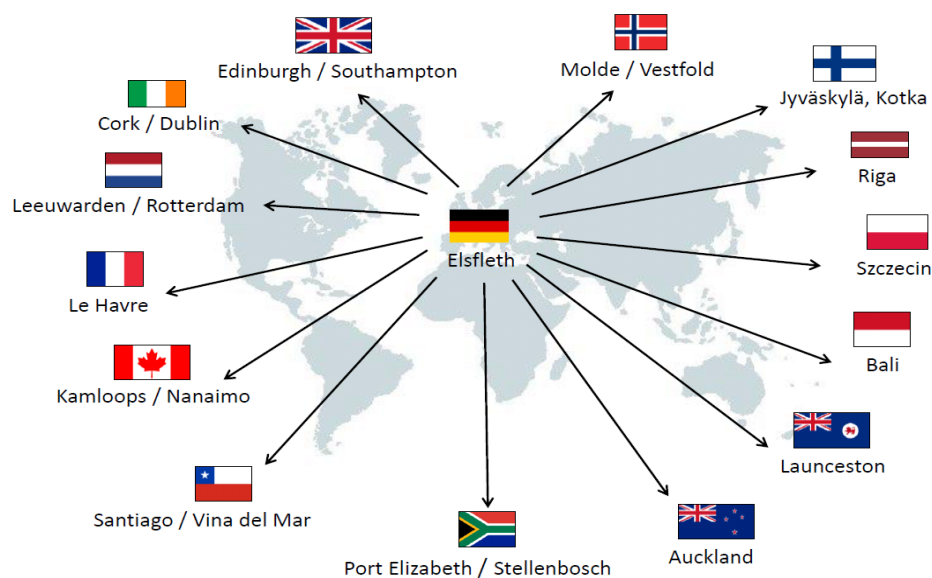 Edinburgh / Southampton
Molde / Vestfold
Jyväskylä, Kotka
Cork / Dublin
Riga
Leeuwarden / Rotterdam
Elsfleth
Szczecin
Le Havre
Bali
Kamloops / Nanaimo
Launceston
Santiago / Vina del Mar
Auckland
Port Elizabeth / Stellenbosch